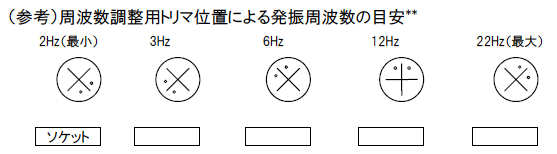 (参考)周波数調整用トリマ位置による発振周波数の目安**
2Hz(最小) 3Hz 6Hz 12Hz 22Hz(最大)
ソケット